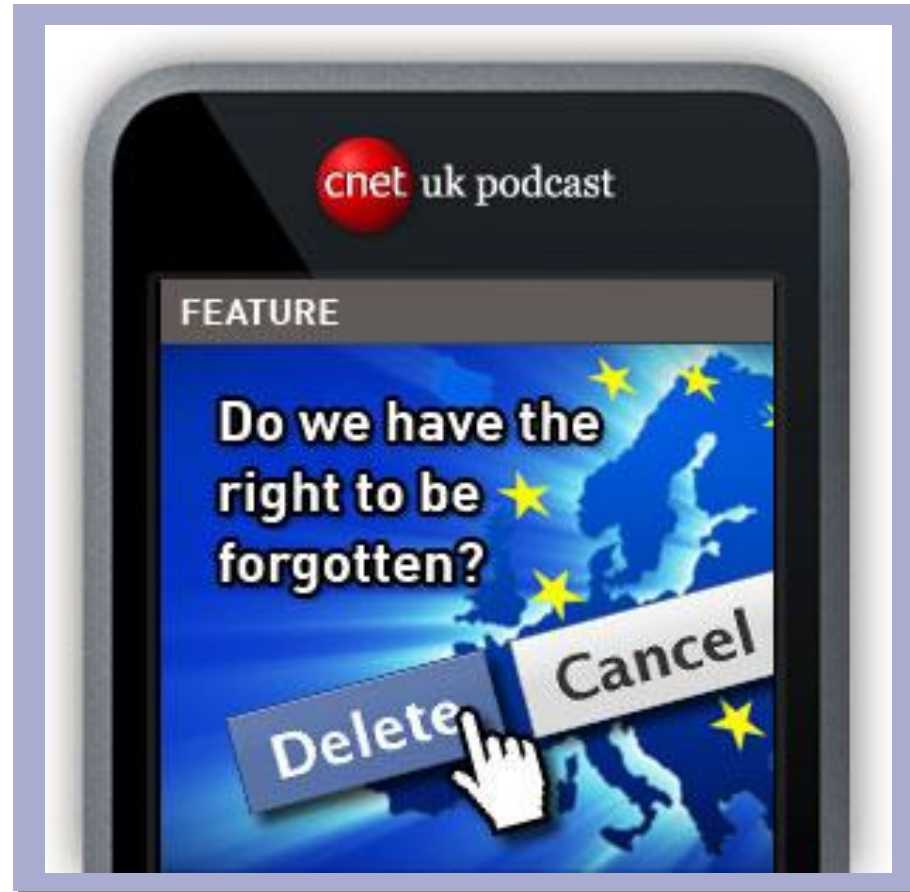 cnet uk podcast
FEATURE
Do we have the
right to be
forgotten?
Cancel
Delete